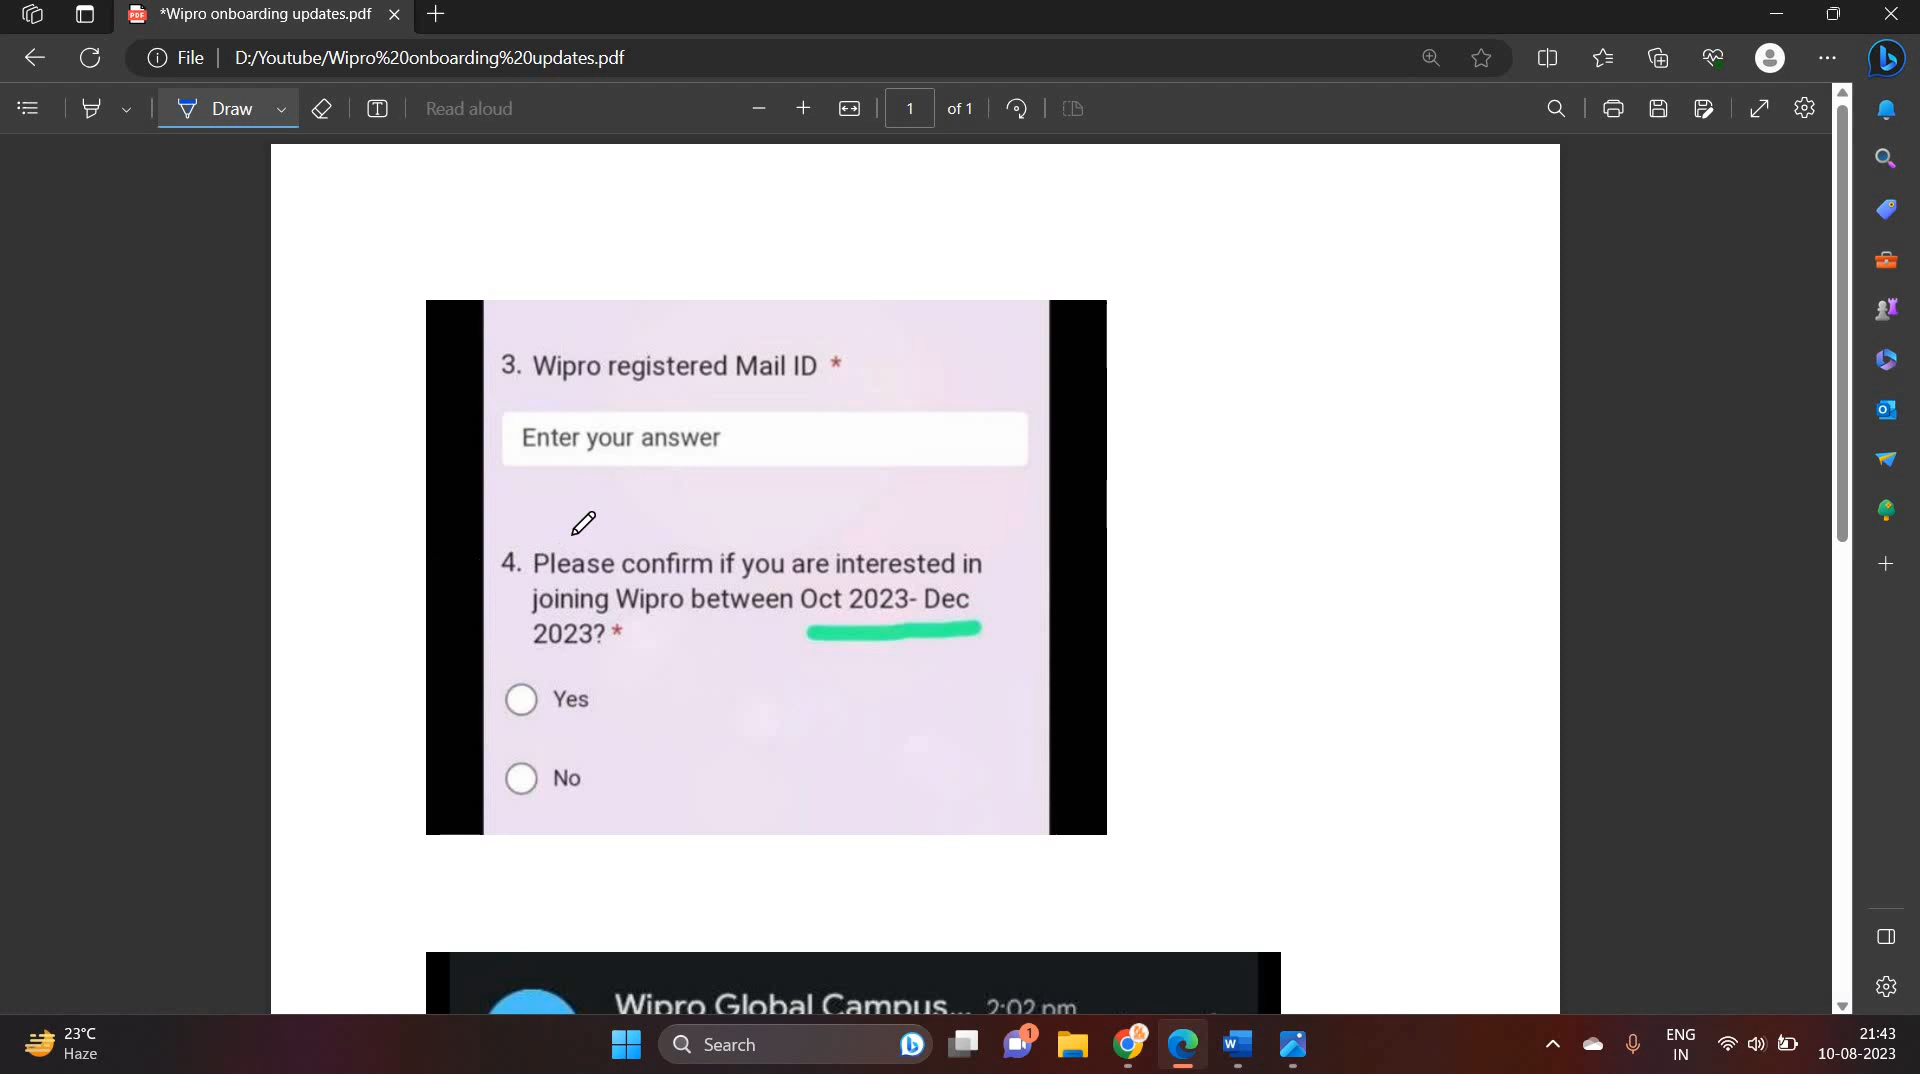 *Wipro onboarding updates.pdf
File
D:/Youtube/Wipro%20onboarding%20updates.pdf
Draw
Read aloud
1 of 1
3. Wipro registered Mail ID *
Enter your answer
4. Please confirm if you are interested in
joining Wipro between Oct 2023- Dec
2023? *
Yes
No
Wipro Global Campus... 2:02 pm
23°C
Haze
Search
1
ENG
IN
21:43
10-08-2023